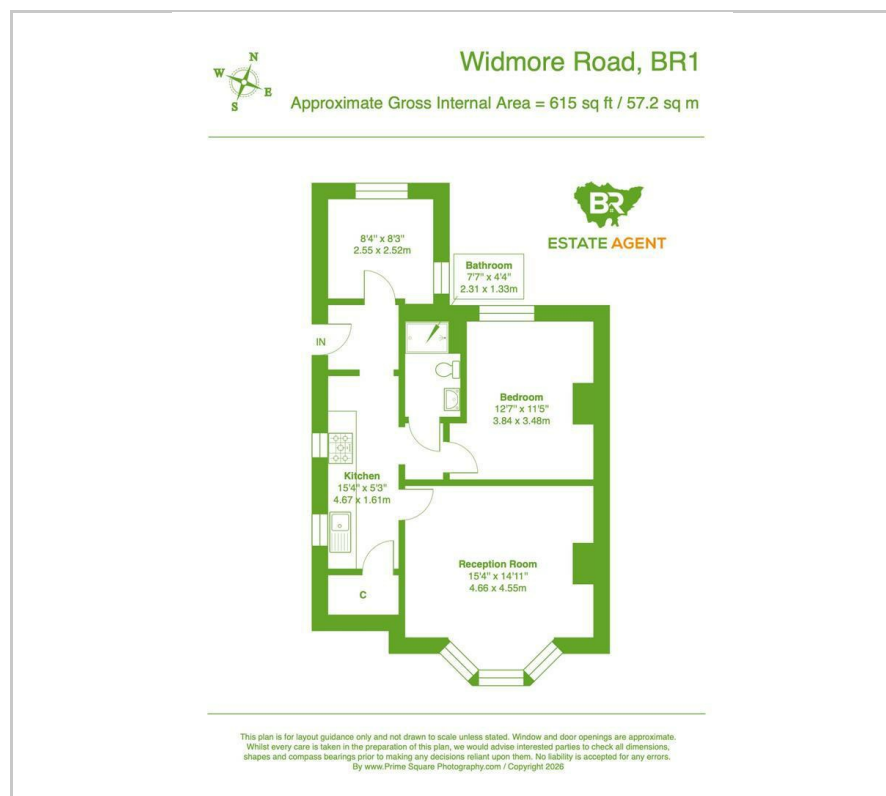 N
W
E
S
Widmore Road, BR1
Approximate Gross Internal Area = 615 sq ft / 57.2 sq m
B R
ESTATE AGENT
8'4" x 8'3"
2.55 x 2.52m
Bathroom
7'7" x 4'4"
2.31 x 1.33m
IN
Bedroom
12'7" x 11'5"
3.84 x 3.48m
Kitchen
15'4" x 5'3"
4.67 x 1.61m
Reception Room
15'4" x 14'11"
4.66 x 4.55m
C
This plan is for layout guidance only and not drawn to scale unless stated. Window and door openings are approximate.
Whilst every care is taken in the preparation of this plan, we would advise interested parties to check all dimensions,
shapes and compass bearings prior to making any decisions reliant upon them. No liability is accepted for any errors.
By www.Prime Square Photography.com / Copyright 2026